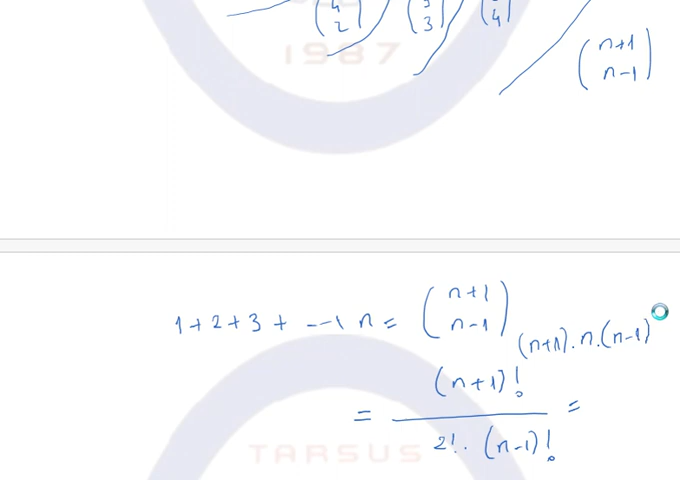 (4 2) (5 3) ( 4)
1987
(n+1 n-1)
1+2+3+ --- n = (n+1 n-1)
(n+1).n.(n-1)
= (n+1)! / 2!.(n-1)! =
TARSUS